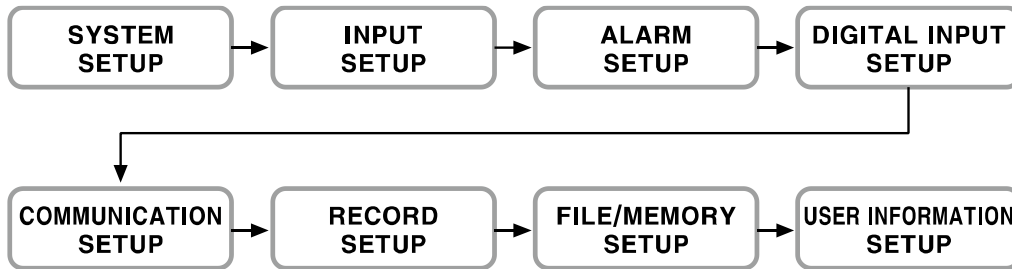 SYSTEM
SETUP
INPUT
SETUP
ALARM
SETUP
DIGITAL INPUT
SETUP
COMMUNICATION
SETUP
RECORD
SETUP
FILE/MEMORY
SETUP
USER INFORMATION
SETUP